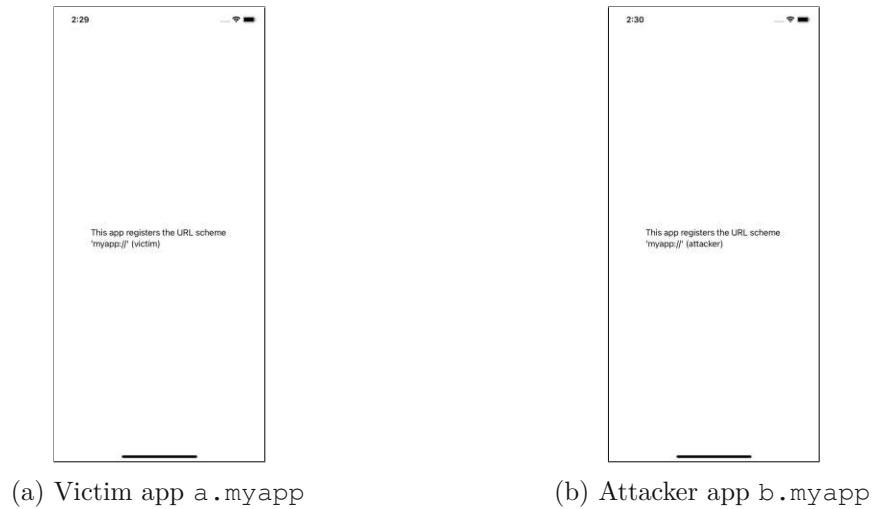 2:29
This app registers the URL scheme
'myapp://' (victim)
(a) Victim app a.myapp
2:30
This app registers the URL scheme
'myapp://' (attacker)
(b) Attacker app b.myapp